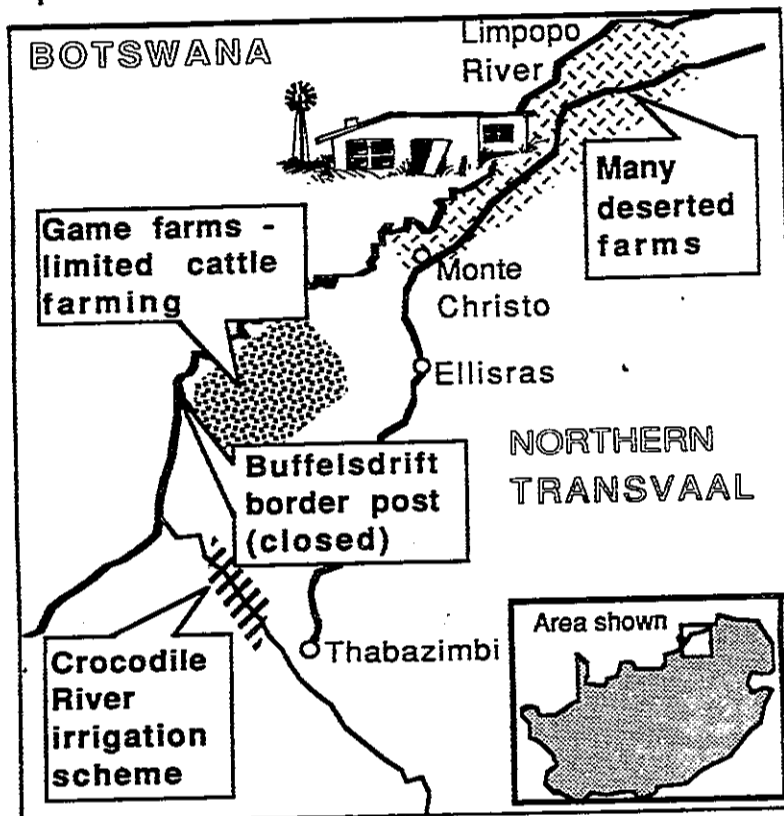 BOTSWANA
Limpopo
River
Many
deserted
farms
Game farms -
limited cattle
farming
Monte
Christo
Ellisras
NORTHERN
TRANSVAAL
Buffelsdrift
border post
(closed)
Thabazimbi
Crocodile
River
irrigation
scheme
Area shown